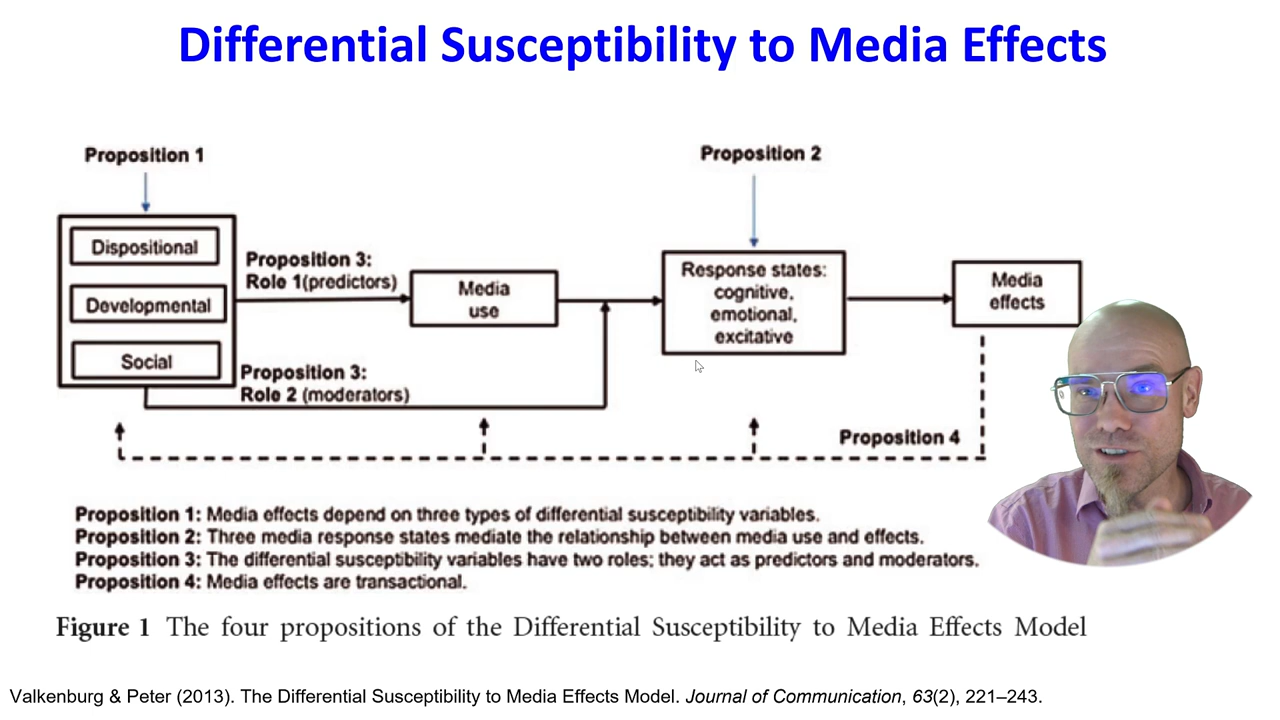 Differential Susceptibility to Media Effects
Proposition 1
Proposition 2
Dispositional
Developmental
Social
Proposition 3:
Role 1(predictors)
Media
use
Response states:
cognitive,
emotional,
excitative
Media
effects
Proposition 3:
Role 2 (moderators)
Proposition 4
Proposition 1: Media effects depend on three types of differential susceptibility variables.
Proposition 2: Three media response states mediate the relationship between media use and effects.
Proposition 3: The differential susceptibility variables have two roles; they act as predictors and moderators.
Proposition 4: Media effects are transactional.
Figure 1 The four propositions of the Differential Susceptibility to Media Effects Model
Valkenburg & Peter (2013). The Differential Susceptibility to Media Effects Model. Journal of Communication, 63(2), 221–243.